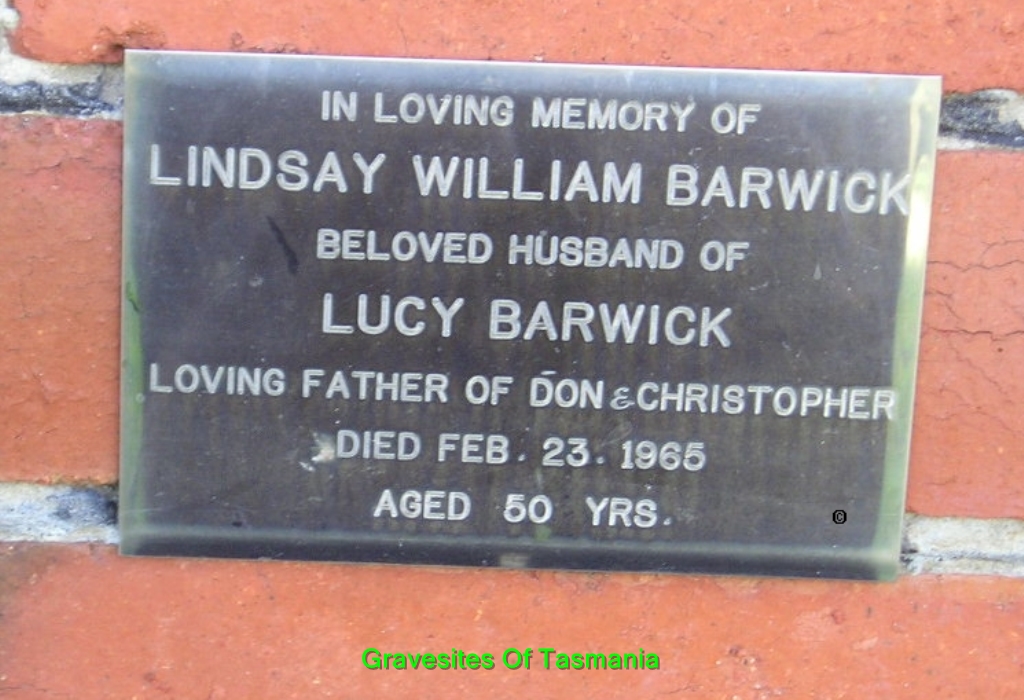 IN LOVING MEMORY OF
LINDSAY WILLIAM BARWICK
BELOVED HUSBAND OF
LUCY BARWICK
LOVING FATHER OF DON & CHRISTOPHER
DIED FEB. 23. 1965
AGED 50 YRS.
©
Gravesites Of Tasmania